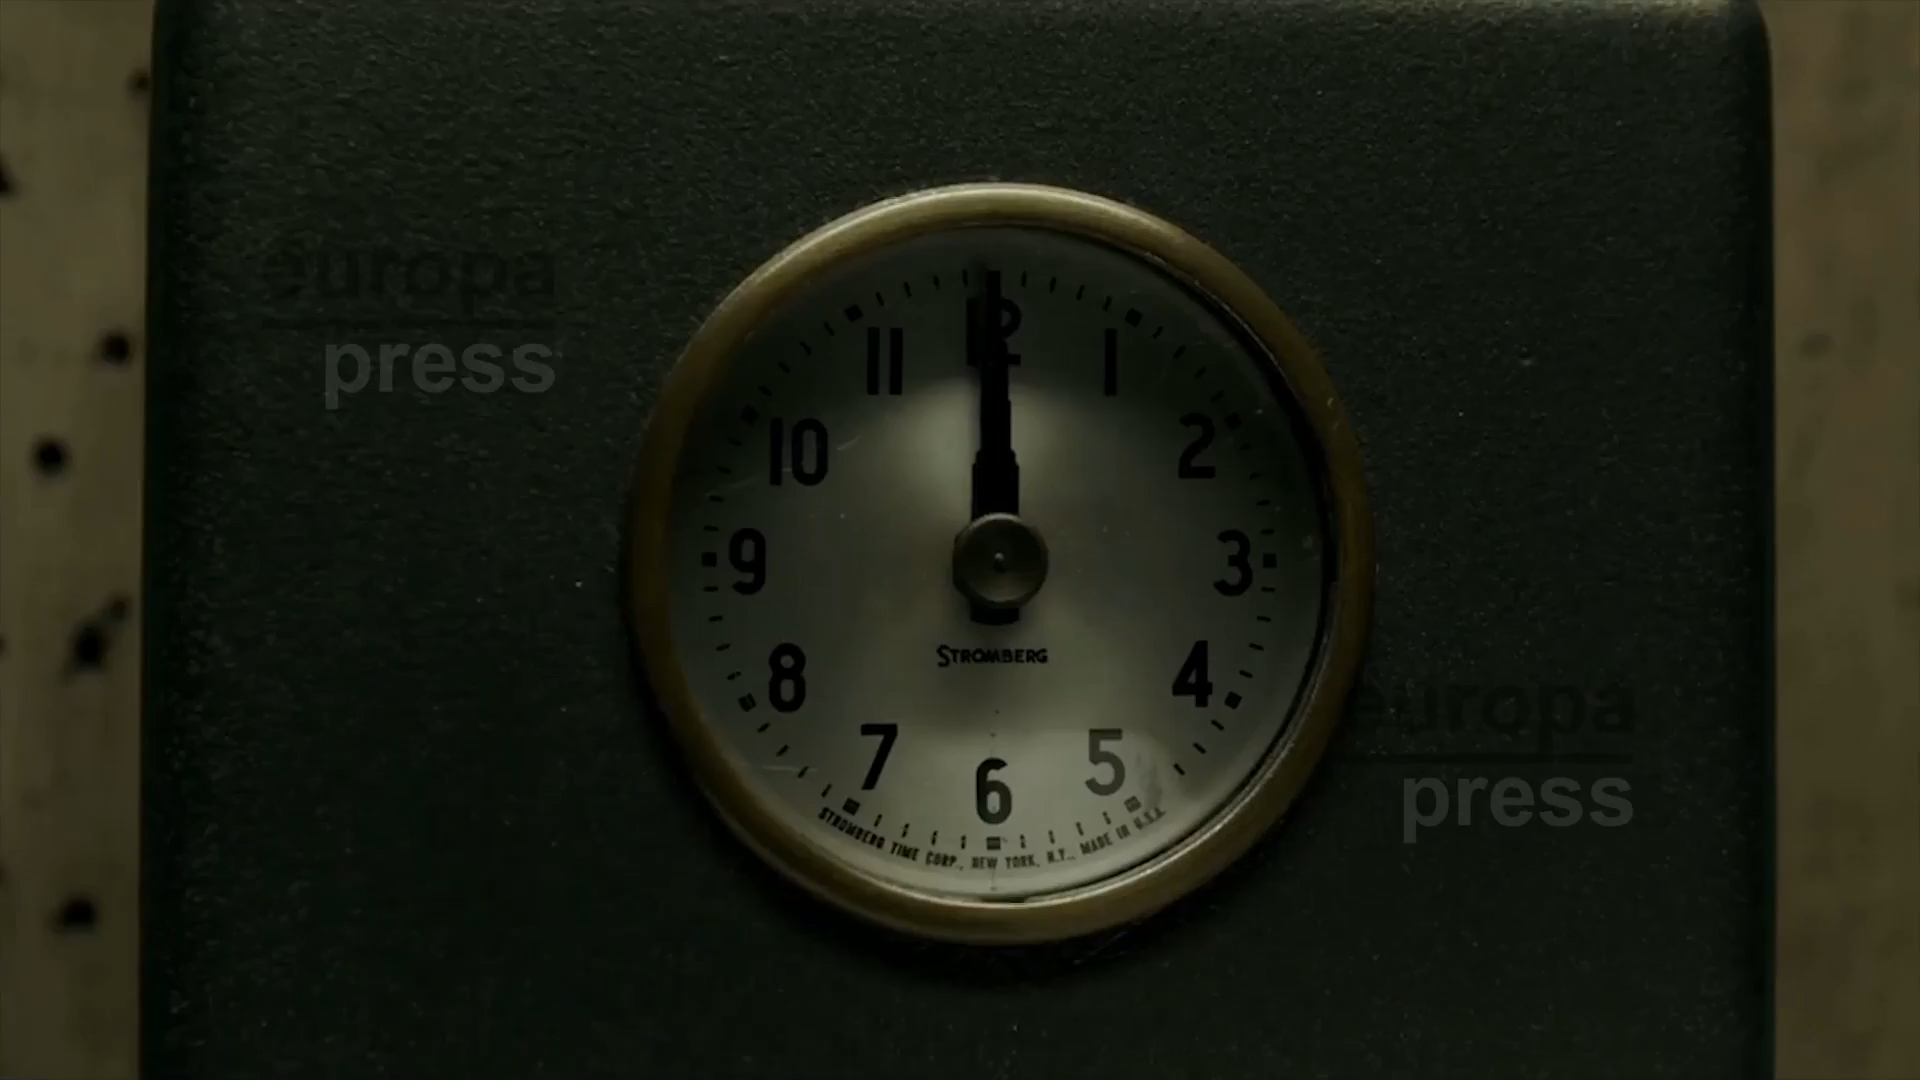 europa
press
12
11
1
10
2
9
3
STROMBERG
8
4
7
5
6
STROMBERG TIME CORP., NEW YORK, N.Y., MADE IN U.S.A.
europa
press